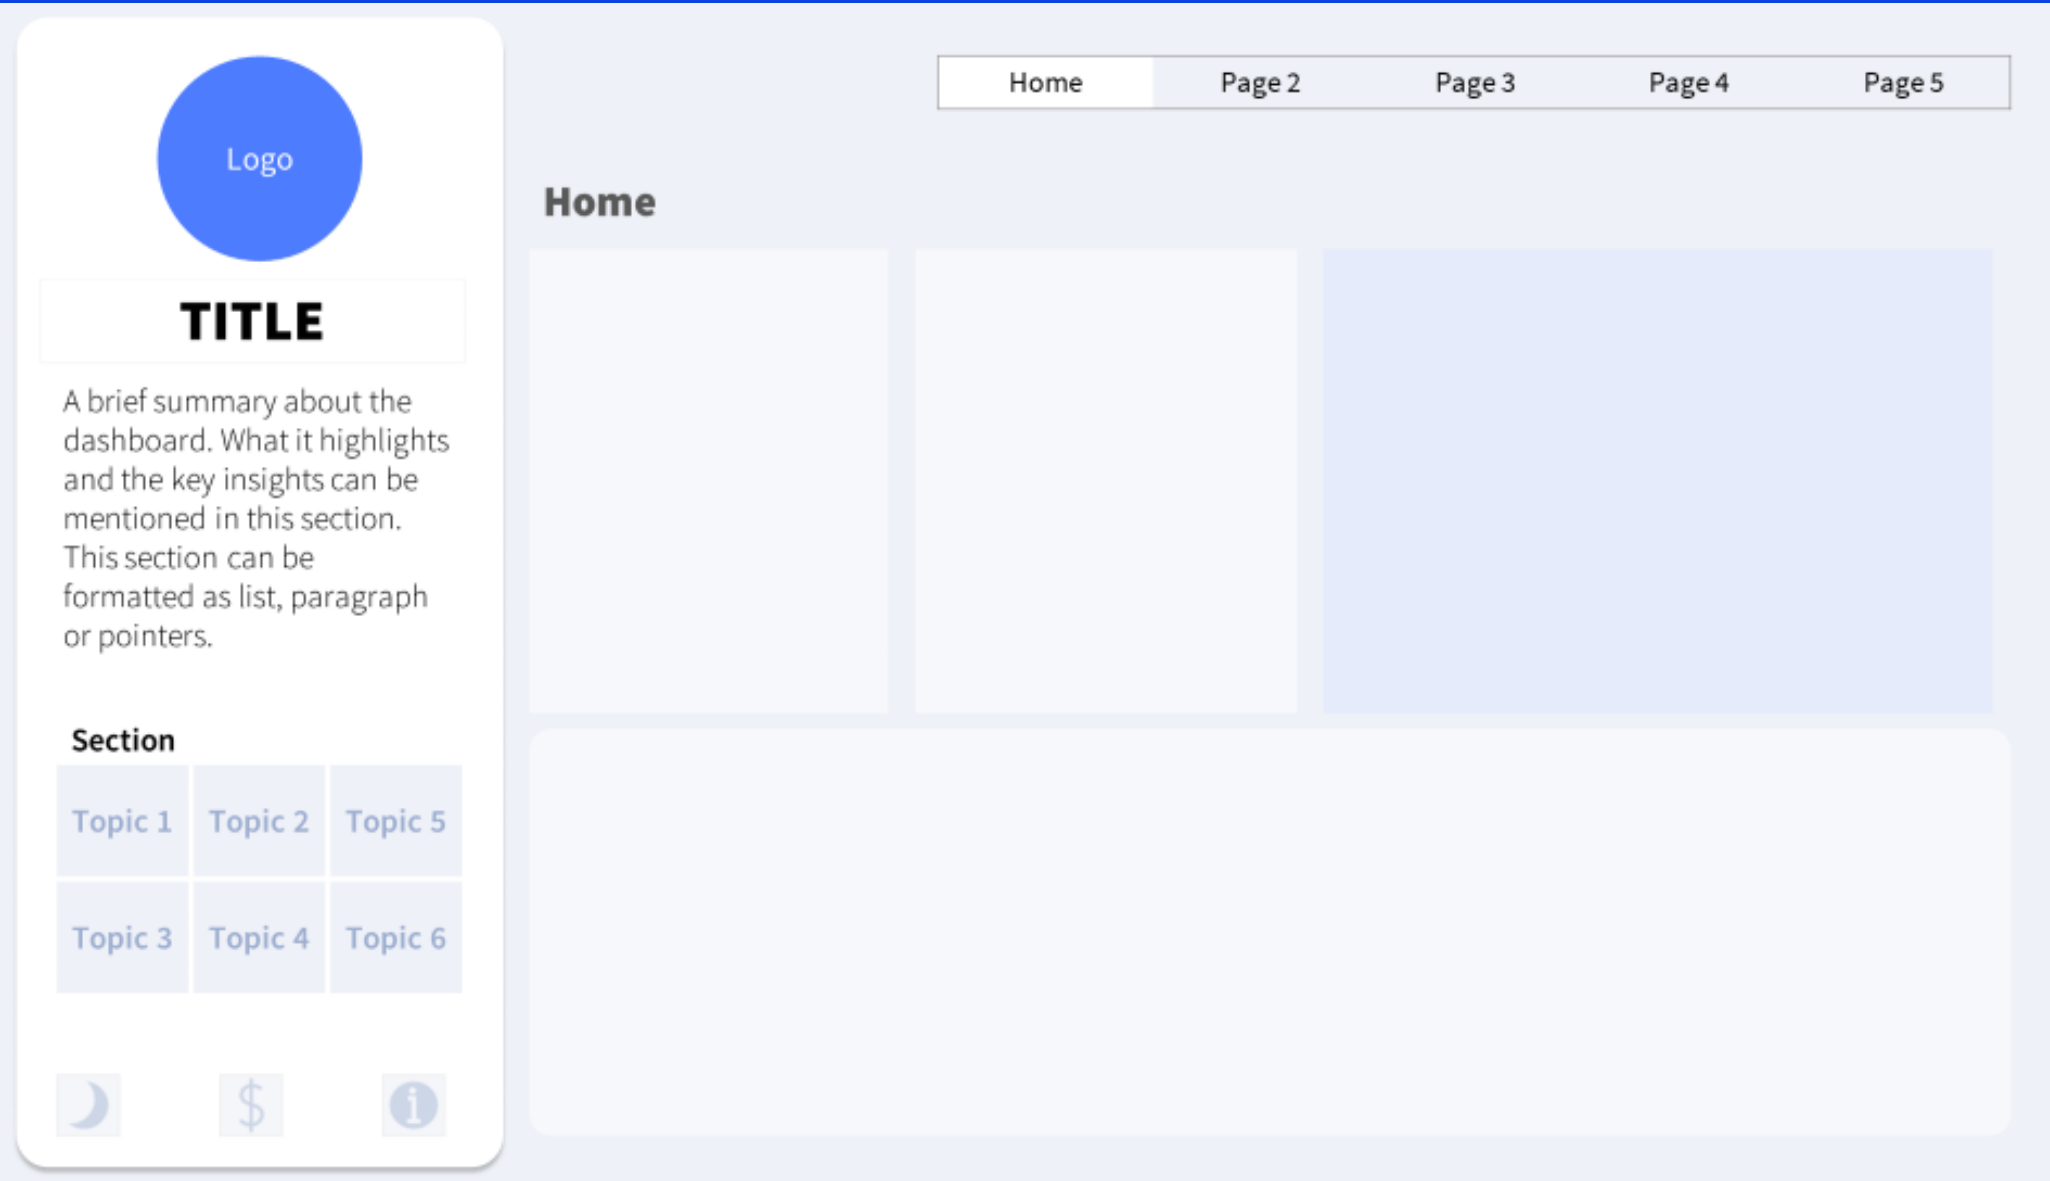 Logo
TITLE
A brief summary about the
dashboard. What it highlights
and the key insights can be
mentioned in this section.
This section can be
formatted as list, paragraph
or pointers.
Section
Topic 1 Topic 2 Topic 5
Topic 3 Topic 4 Topic 6
$
i
Home Page 2 Page 3 Page 4 Page 5
Home